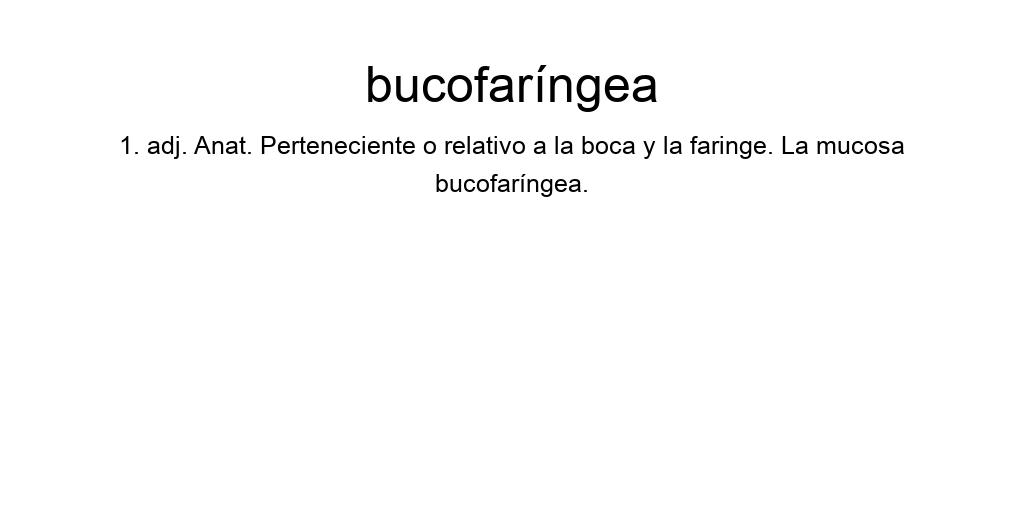 bucofaríngea
1. adj. Anat. Perteneciente o relativo a la boca y la faringe. La mucosa
bucofaríngea.